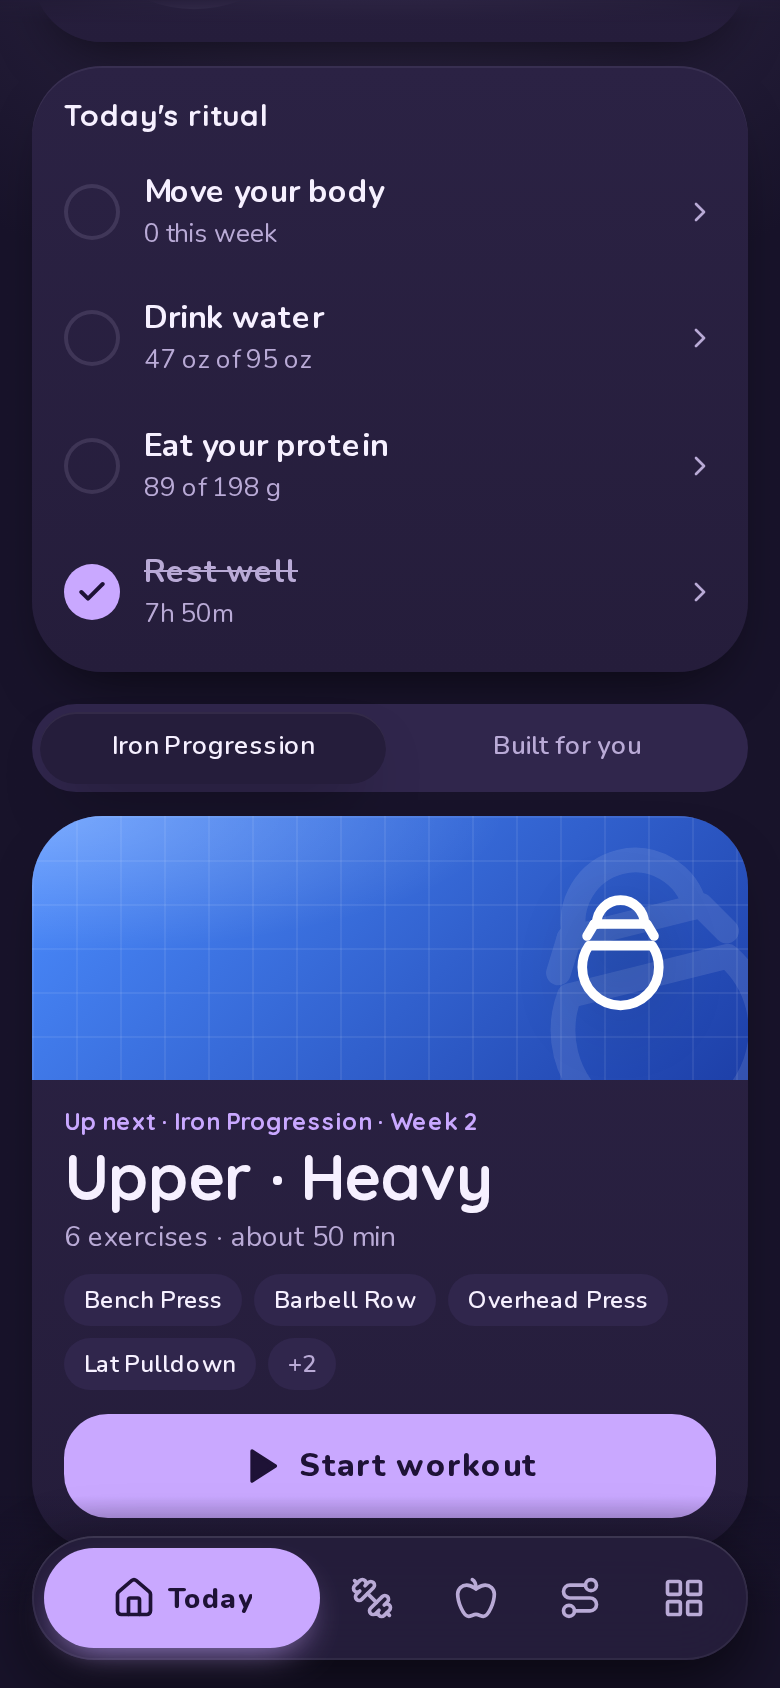 Today's ritual
Move your body
0 this week
Drink water
47 oz of 95 oz
Eat your protein
89 of 198 g
Rest well
7h 50m
Iron Progression
Built for you
Up next · Iron Progression · Week 2
Upper · Heavy
6 exercises · about 50 min
Bench Press
Barbell Row
Overhead Press
Lat Pulldown
+2
Start workout
Today